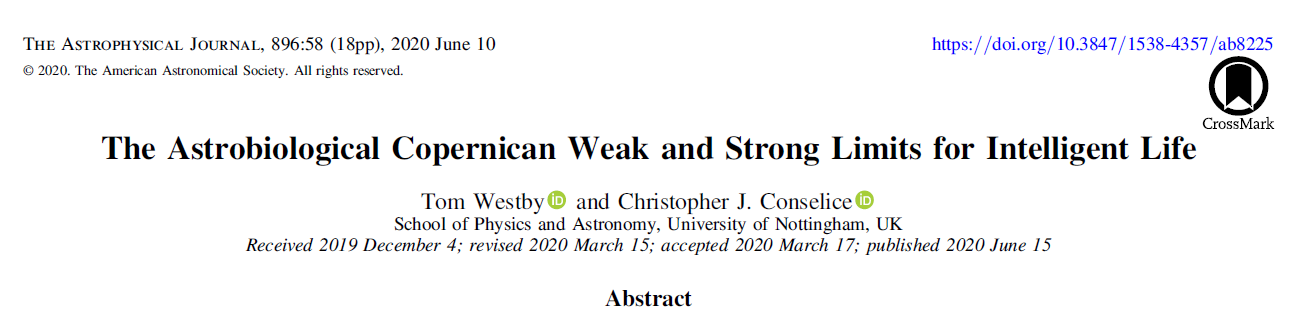 THE ASTROPHYSICAL JOURNAL, 896:58 (18pp), 2020 June 10
https://doi.org/10.3847/1538-4357/ab8225
© 2020. The American Astronomical Society. All rights reserved.
CrossMark
The Astrobiological Copernican Weak and Strong Limits for Intelligent Life
Tom Westby iD and Christopher J. Conselice iD
School of Physics and Astronomy, University of Nottingham, UK
Received 2019 December 4; revised 2020 March 15; accepted 2020 March 17; published 2020 June 15
Abstract